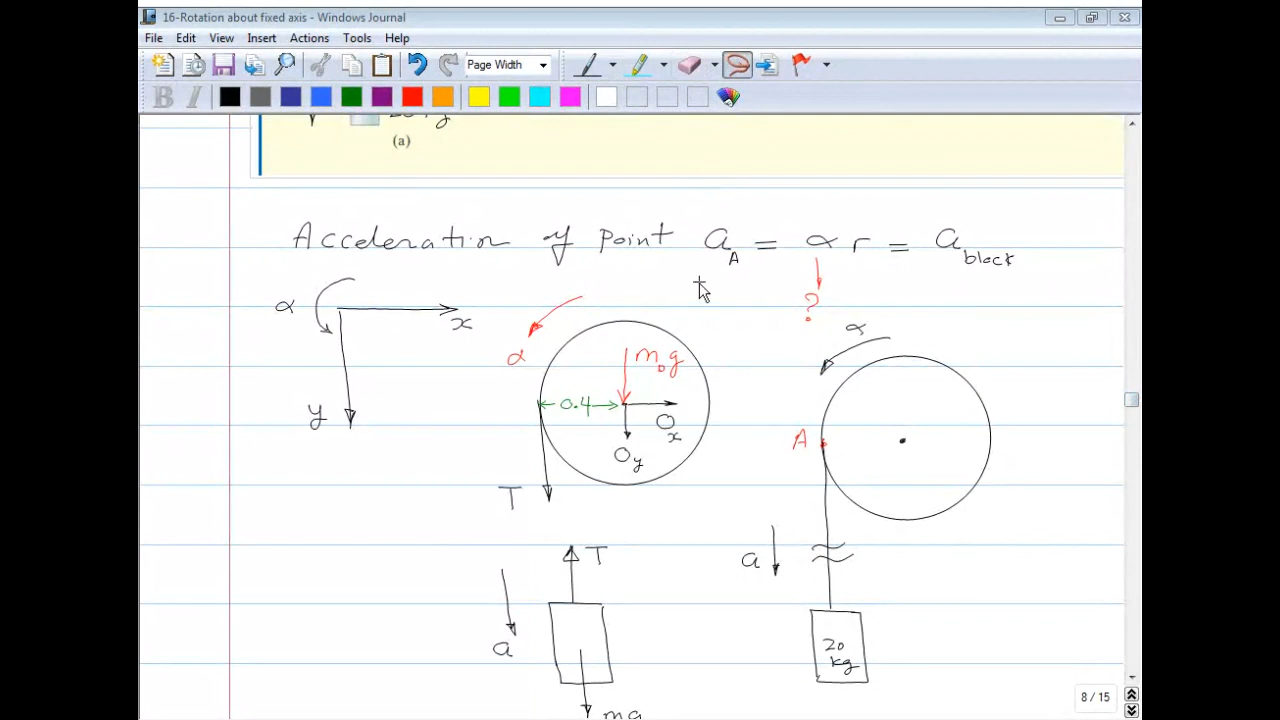 16-Rotation about fixed axis - Windows Journal
File Edit View Insert Actions Tools Help
Page Width
B I
(a)
Acceleration of point a_A = α r = a_block
?
α
x
y
α
m₀g
0.4
O_x
O_y
T
α
A
T
a
a
20
kg
mg
8 / 15